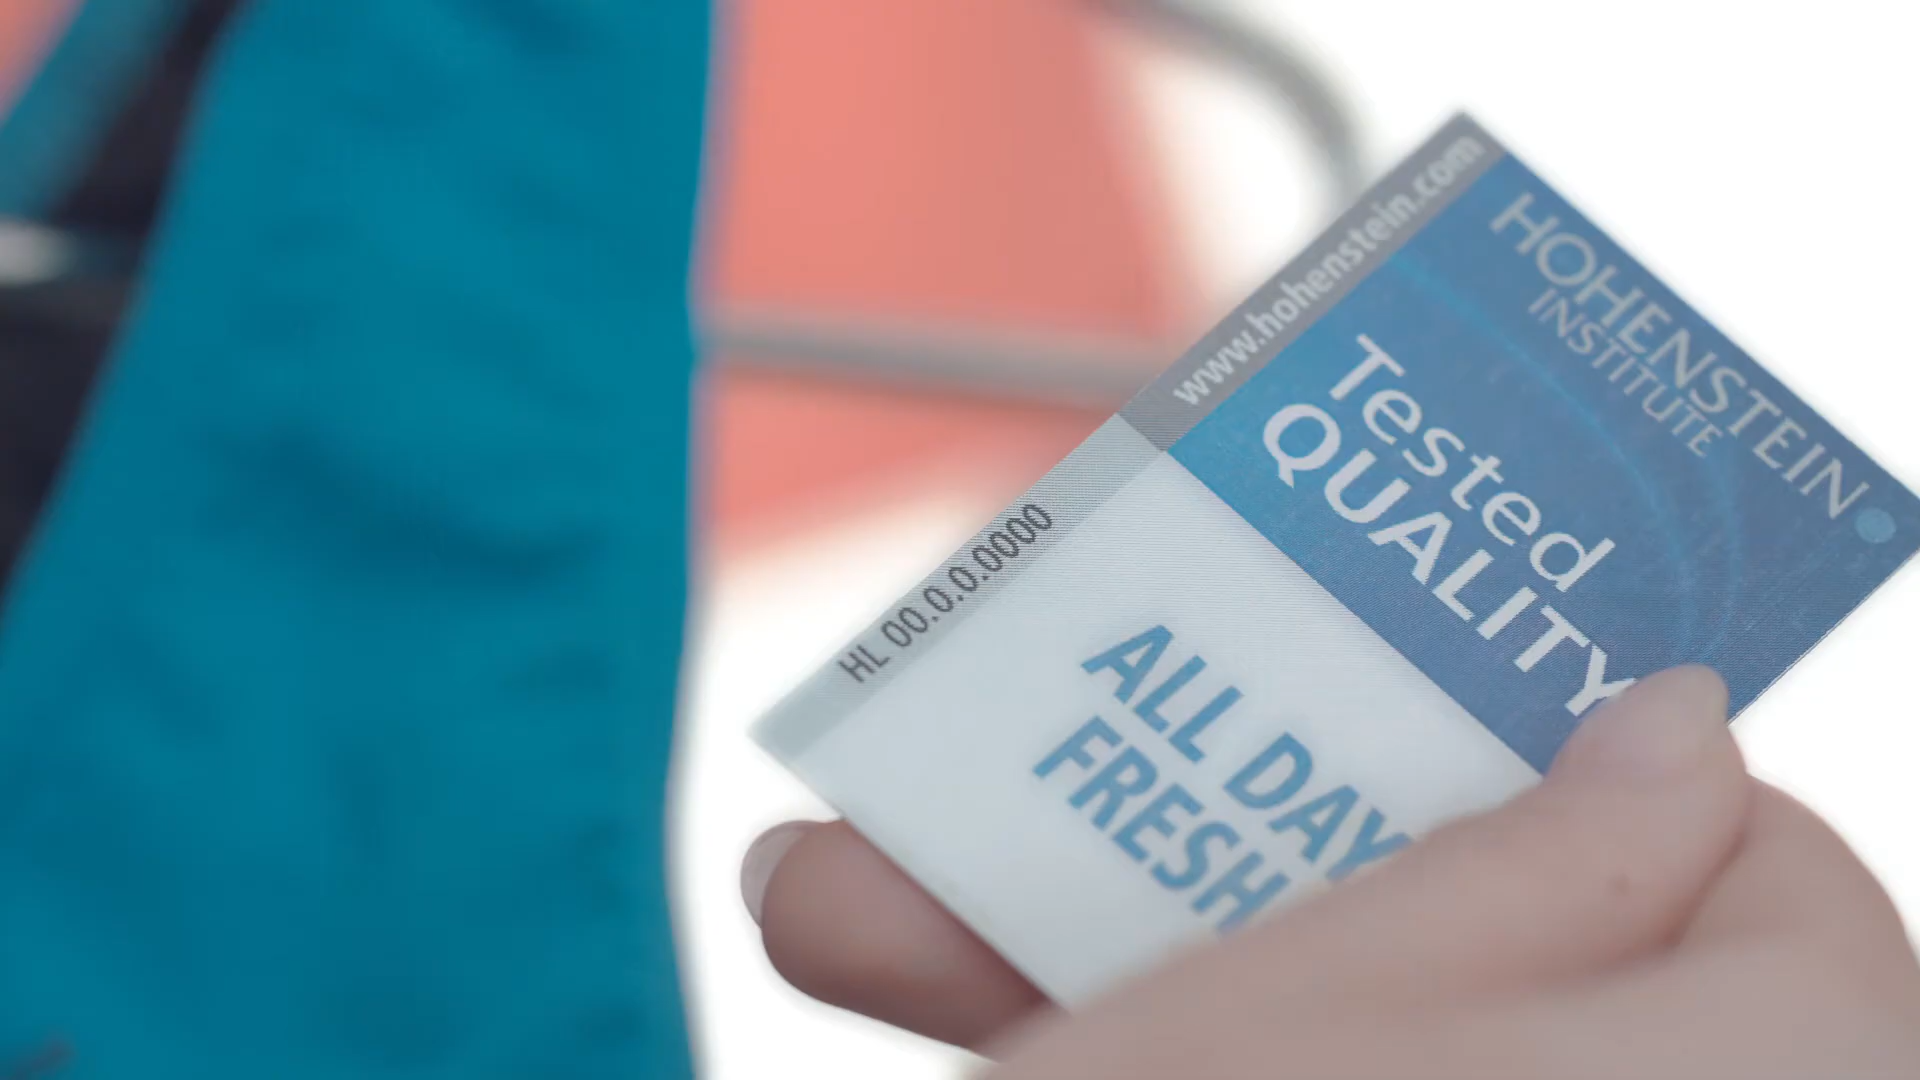 HOHENSTEIN
INSTITUTE
Tested
QUALITY
www.hohenstein.com
ALL DAY
FRESH
HL 00.0.0.0000